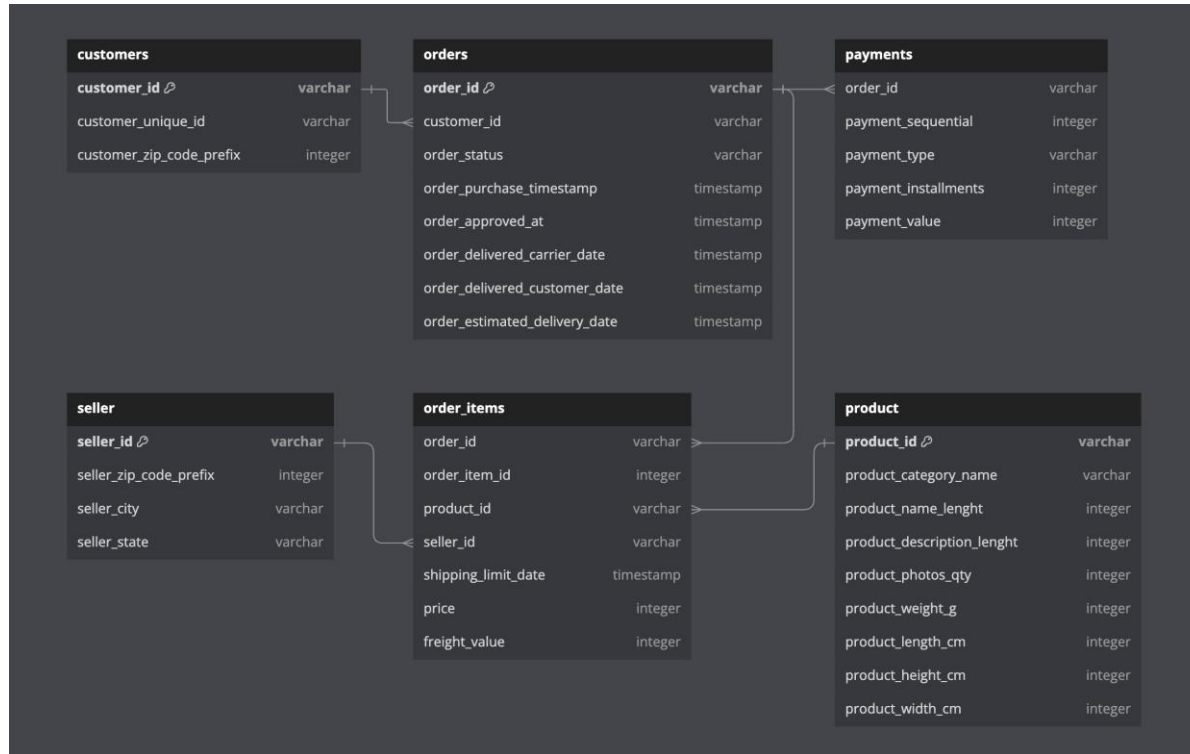 customers
customer_id varchar
customer_unique_id varchar
customer_zip_code_prefix integer
orders
order_id varchar
customer_id varchar
order_status varchar
order_purchase_timestamp timestamp
order_approved_at timestamp
order_delivered_carrier_date timestamp
order_delivered_customer_date timestamp
order_estimated_delivery_date timestamp
payments
order_id varchar
payment_sequential integer
payment_type varchar
payment_installments integer
payment_value integer
seller
seller_id varchar
seller_zip_code_prefix integer
seller_city varchar
seller_state varchar
order_items
order_id varchar
order_item_id integer
product_id varchar
seller_id varchar
shipping_limit_date timestamp
price integer
freight_value integer
product
product_id varchar
product_category_name varchar
product_name_lenght integer
product_description_lenght integer
product_photos_qty integer
product_weight_g integer
product_length_cm integer
product_height_cm integer
product_width_cm integer